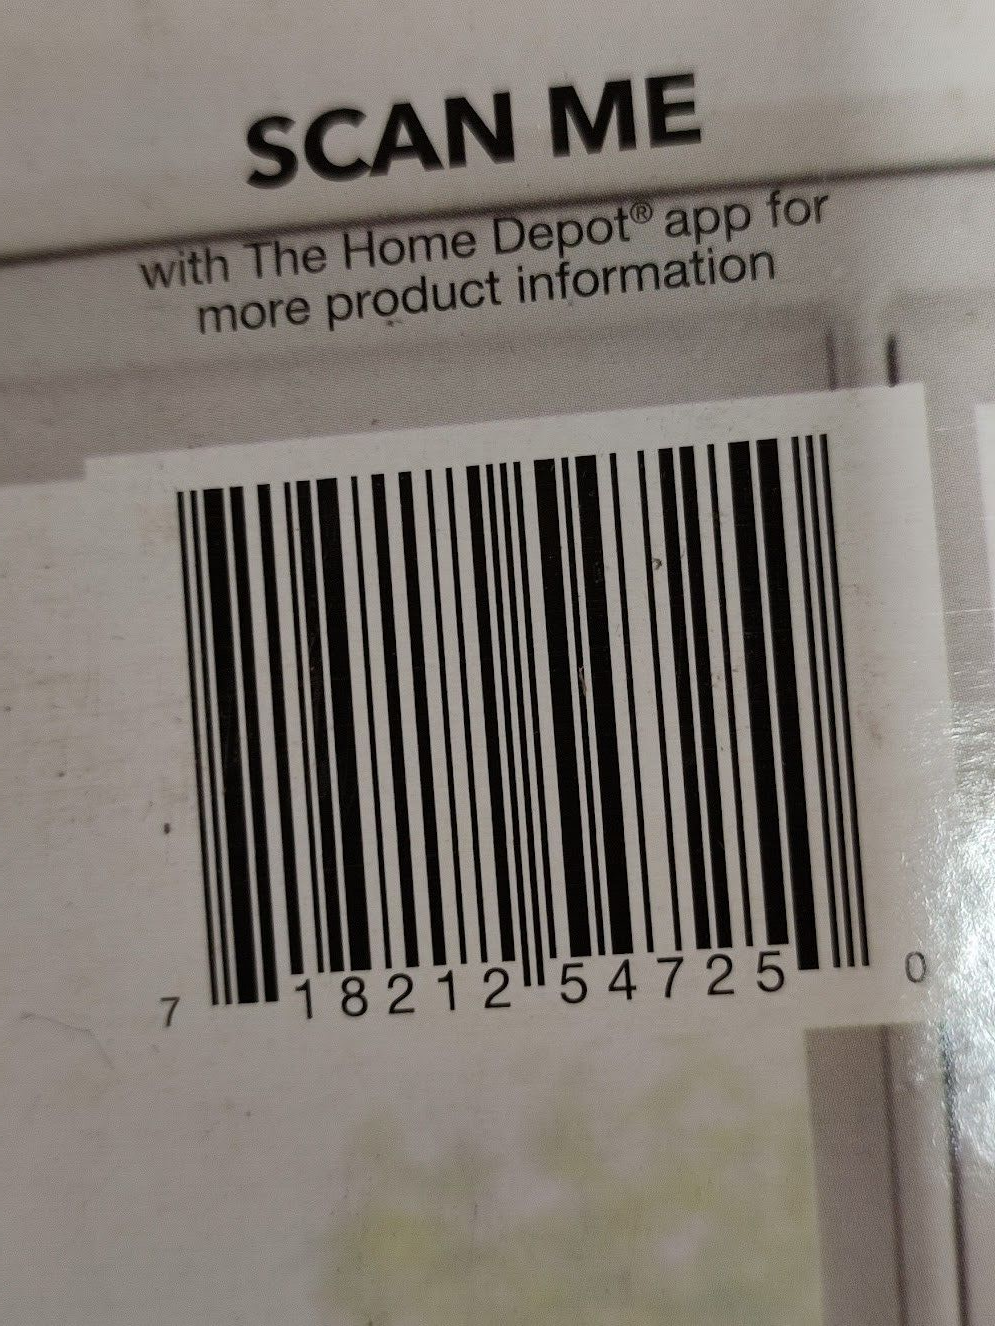 SCAN ME
with The Home Depot® app for
more product information
7 18212 54725 0